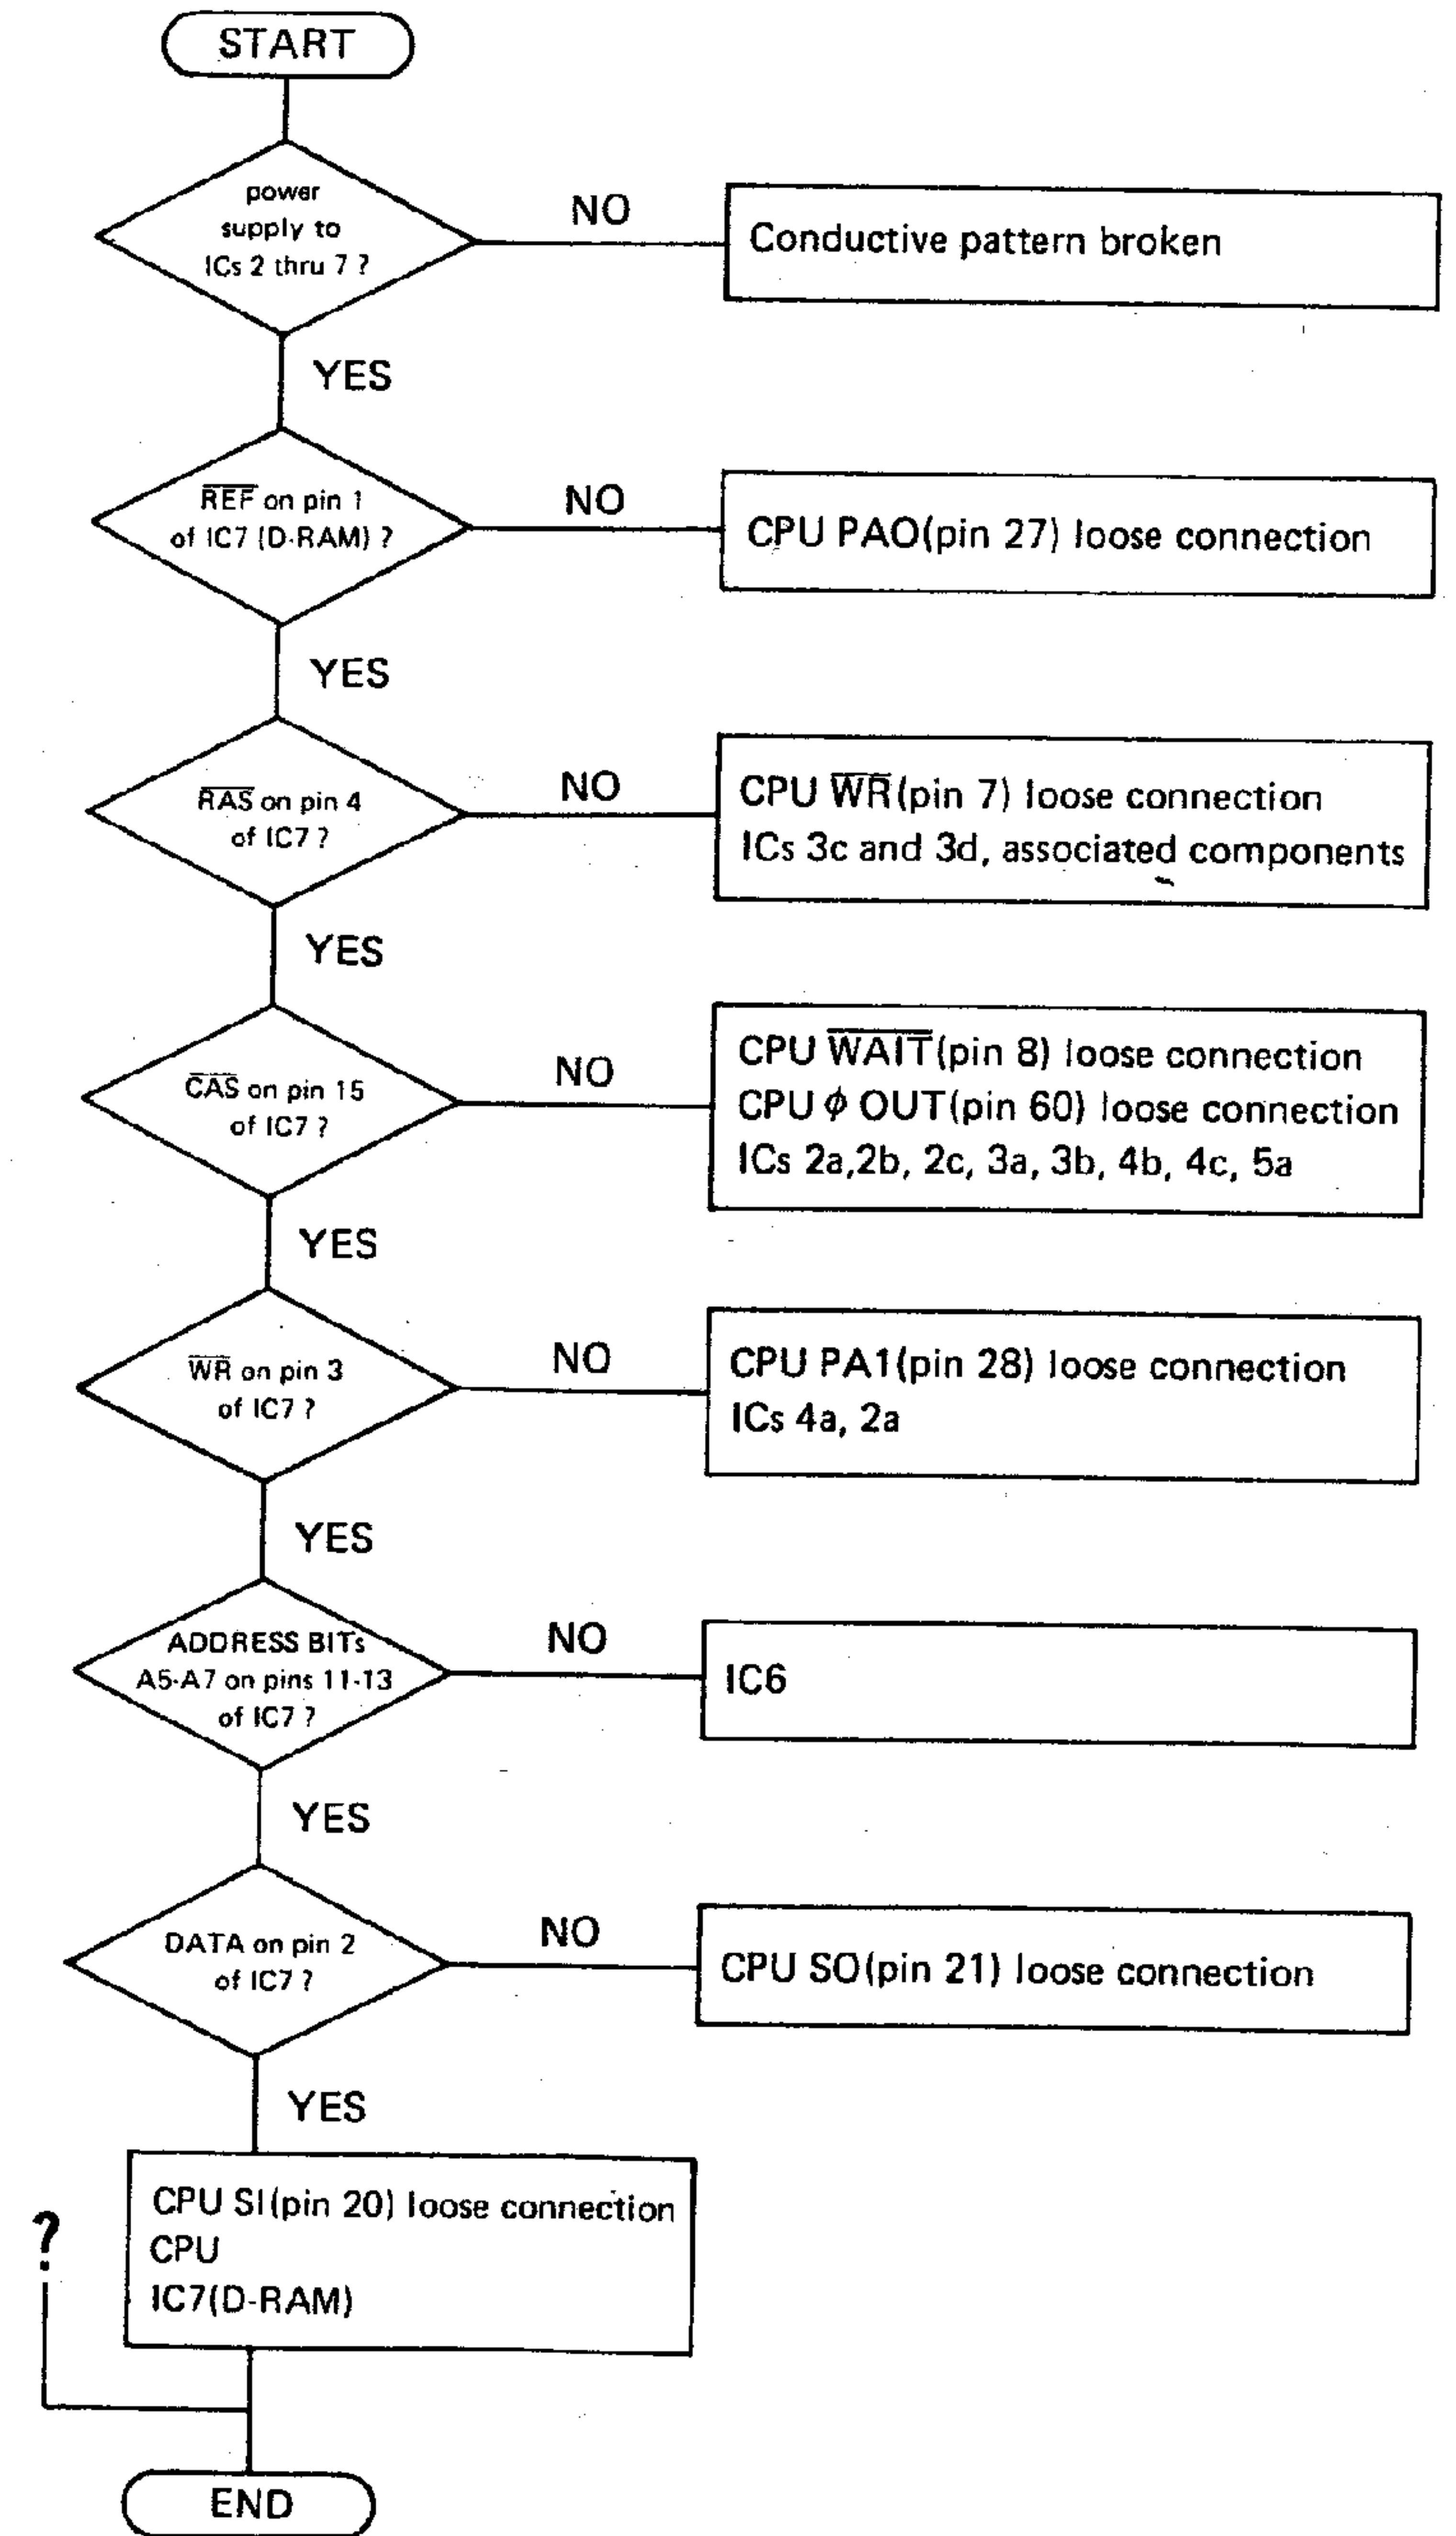 START
power
supply to
ICs 2 thru 7 ?
NO
Conductive pattern broken
YES
R̅E̅F̅ on pin 1
of IC7 (D-RAM) ?
NO
CPU PAO(pin 27) loose connection
YES
R̅A̅S̅ on pin 4
of IC7 ?
NO
CPU W̅R̅(pin 7) loose connection
ICs 3c and 3d, associated components
YES
C̅A̅S̅ on pin 15
of IC7 ?
NO
CPU W̅A̅I̅T̅(pin 8) loose connection
CPU ϕ OUT(pin 60) loose connection
ICs 2a,2b, 2c, 3a, 3b, 4b, 4c, 5a
YES
W̅R̅ on pin 3
of IC7 ?
NO
CPU PA1(pin 28) loose connection
ICs 4a, 2a
YES
ADDRESS BITs
A5-A7 on pins 11-13
of IC7 ?
NO
IC6
YES
DATA on pin 2
of IC7 ?
NO
CPU SO(pin 21) loose connection
YES
CPU SI(pin 20) loose connection
CPU
IC7(D-RAM)
?
END